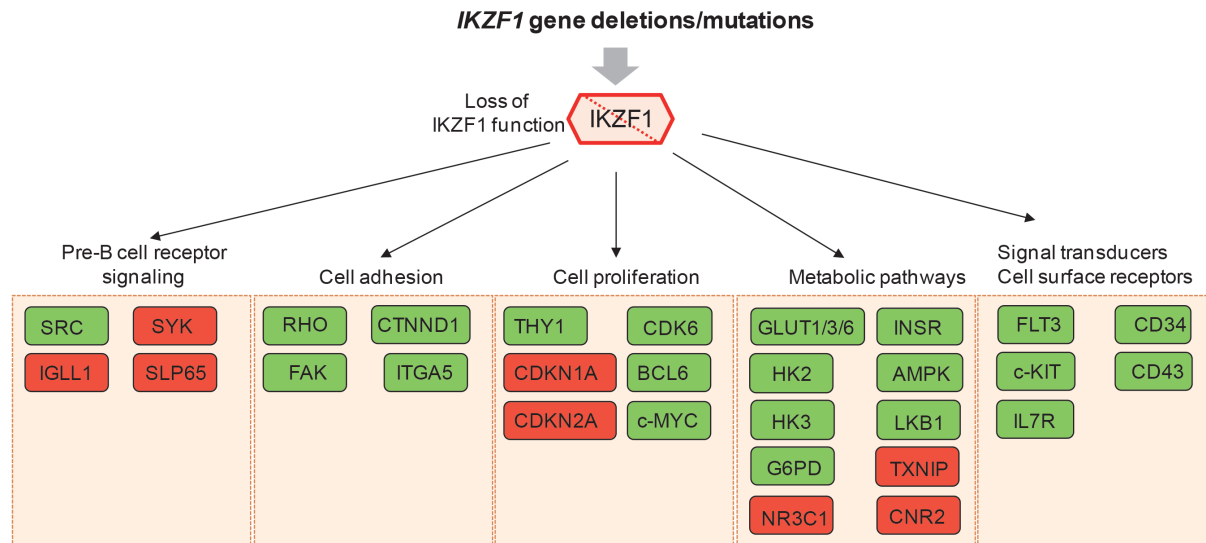 IKZF1 gene deletions/mutations
Loss of
IKZF1 function
IKZF1
Pre-B cell receptor
signaling
SRC
SYK
IGLL1
SLP65
Cell adhesion
RHO
CTNND1
FAK
ITGA5
Cell proliferation
THY1
CDK6
CDKN1A
BCL6
CDKN2A
c-MYC
Metabolic pathways
GLUT1/3/6
INSR
HK2
AMPK
HK3
LKB1
G6PD
TXNIP
NR3C1
CNR2
Signal transducers
Cell surface receptors
FLT3
CD34
c-KIT
CD43
IL7R